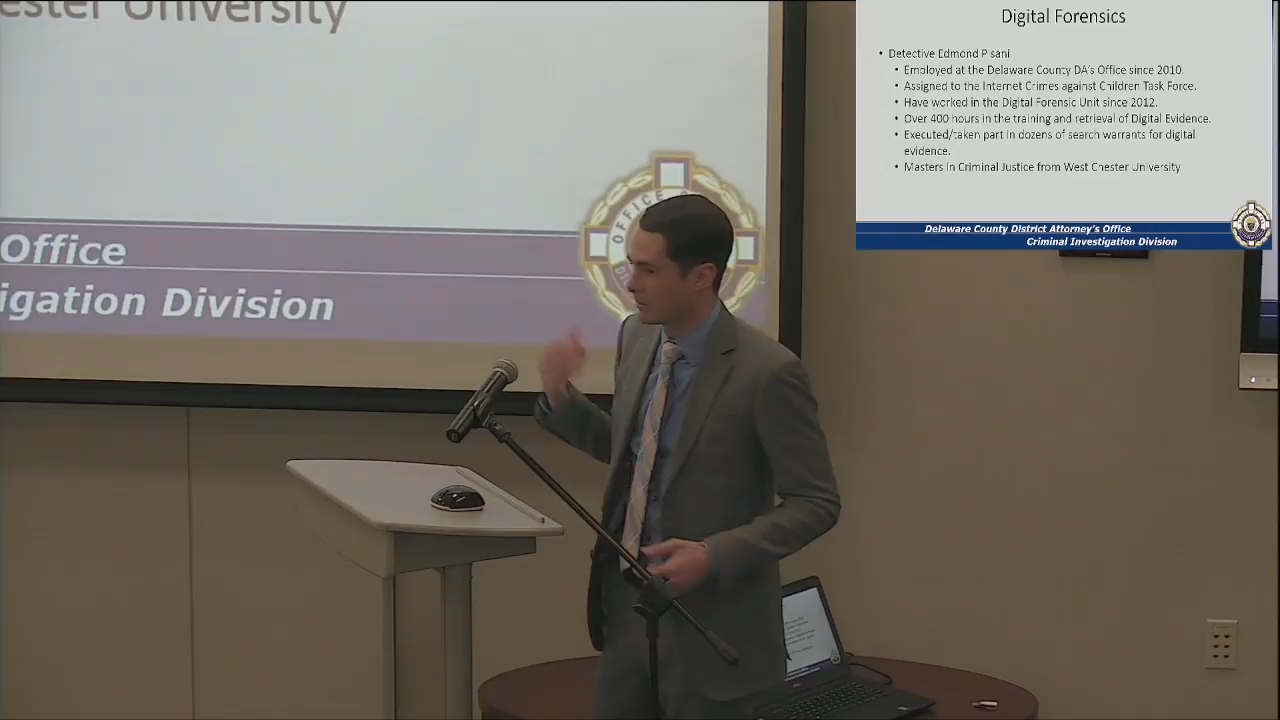 ester University
Office
igation Division
OFFICE O
Digital Forensics
• Detective Edmond Pisani
• Employed at the Delaware County DA's Office since 2010.
• Assigned to the Internet Crimes against Children Task Force.
• Have worked in the Digital Forensic Unit since 2012.
• Over 400 hours in the training and retrieval of Digital Evidence.
• Executed/taken part in dozens of search warrants for digital
evidence.
• Masters in Criminal Justice from West Chester University
Delaware County District Attorney's Office
Criminal Investigation Division